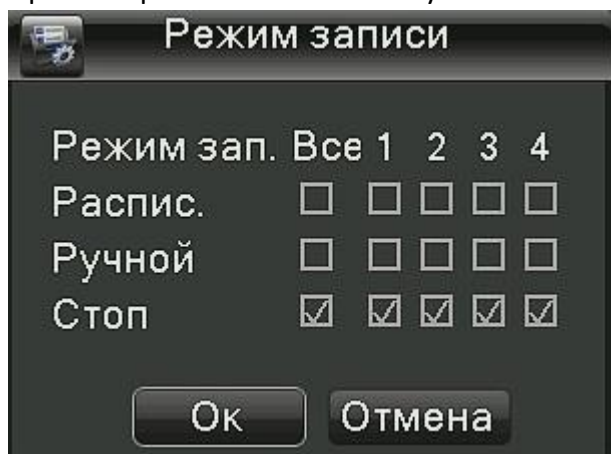 Режим записи
Режим зап. Все 1 2 3 4
Распис.
Ручной
Стоп
Ок Отмена